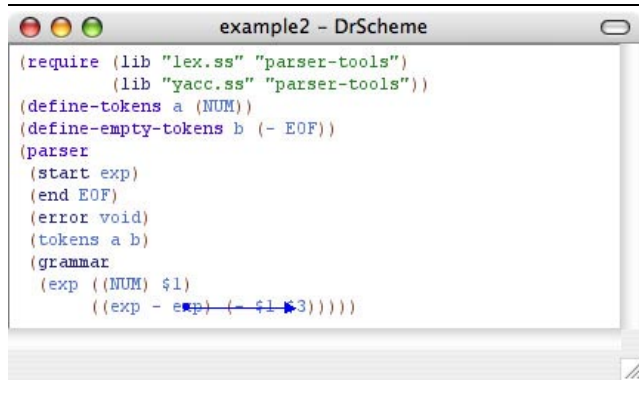 example2 - DrScheme
(require (lib "lex.ss" "parser-tools")
(lib "yacc.ss" "parser-tools"))
(define-tokens a (NUM))
(define-empty-tokens b (- EOF))
(parser
(start exp)
(end EOF)
(error void)
(tokens a b)
(grammar
(exp ((NUM) $1)
((exp - exp) (- $1 $3)))))